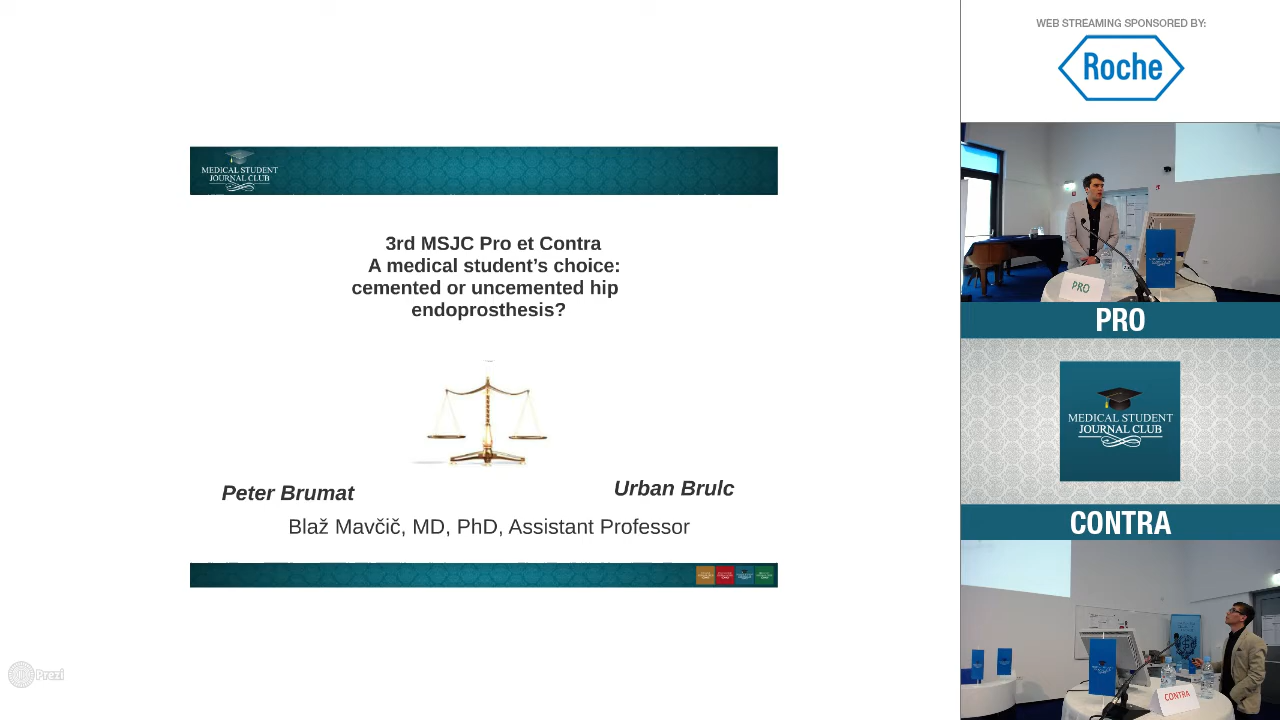 MEDICAL STUDENT
JOURNAL CLUB
3rd MSJC Pro et Contra
A medical student's choice:
cemented or uncemented hip
endoprosthesis?
Peter Brumat
Urban Brulc
Blaž Mavčič, MD, PhD, Assistant Professor
Prezi
WEB STREAMING SPONSORED BY:
Roche
PRO
PRO
MEDICAL STUDENT
JOURNAL CLUB
CONTRA
CONTRA